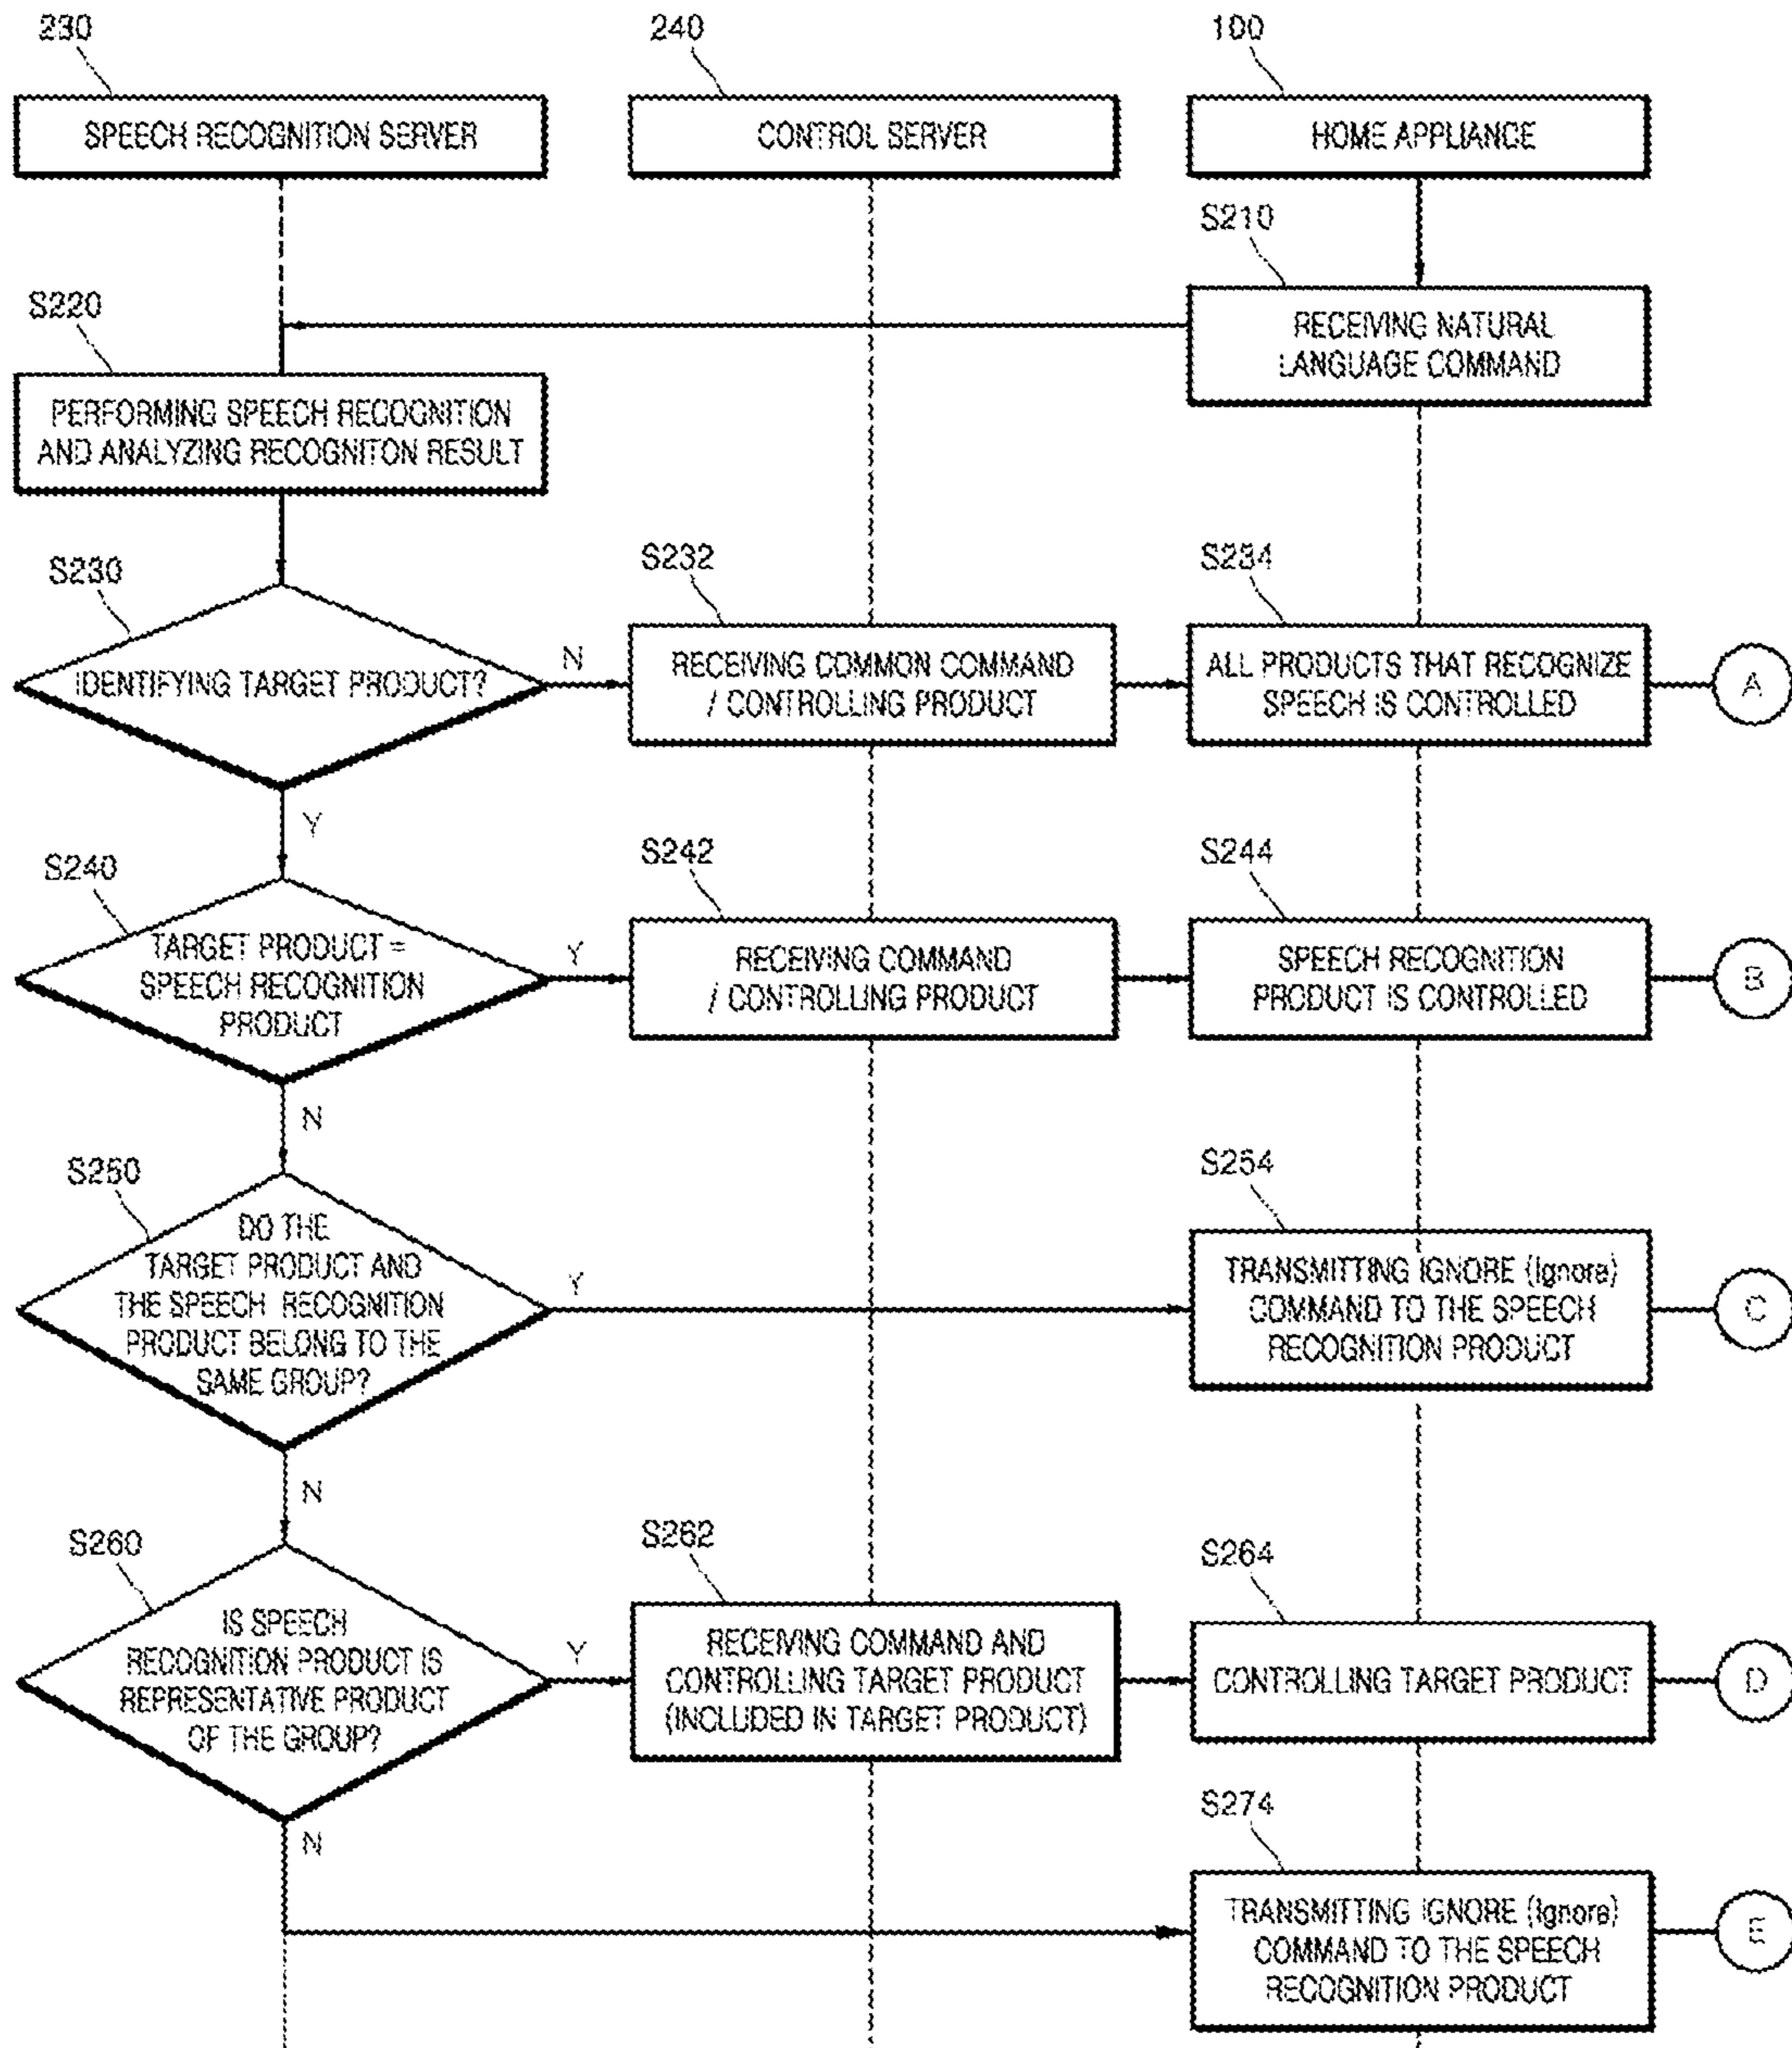 230
240
100
SPEECH RECOGNITION SERVER
CONTROL SERVER
HOME APPLIANCE
S210
RECEIVING NATURAL
LANGUAGE COMMAND
S220
PERFORMING SPEECH RECOGNITION
AND ANALYZING RECOGNITON RESULT
S230
IDENTIFYING TARGET PRODUCT?
N
Y
S232
RECEIVING COMMON COMMAND
/ CONTROLLING PRODUCT
S234
ALL PRODUCTS THAT RECOGNIZE
SPEECH IS CONTROLLED
A
S240
TARGET PRODUCT =
SPEECH RECOGNITION
PRODUCT
Y
N
S242
RECEIVING COMMAND
/ CONTROLLING PRODUCT
S244
SPEECH RECOGNITION
PRODUCT IS CONTROLLED
B
S250
DO THE
TARGET PRODUCT AND
THE SPEECH RECOGNITION
PRODUCT BELONG TO THE
SAME GROUP?
Y
N
S254
TRANSMITTING IGNORE (Ignore)
COMMAND TO THE SPEECH
RECOGNITION PRODUCT
C
S260
IS SPEECH
RECOGNITION PRODUCT IS
REPRESENTATIVE PRODUCT
OF THE GROUP?
Y
N
S262
RECEIVING COMMAND AND
CONTROLLING TARGET PRODUCT
(INCLUDED IN TARGET PRODUCT)
S264
CONTROLLING TARGET PRODUCT
D
S274
TRANSMITTING IGNORE (Ignore)
COMMAND TO THE SPEECH
RECOGNITION PRODUCT
E